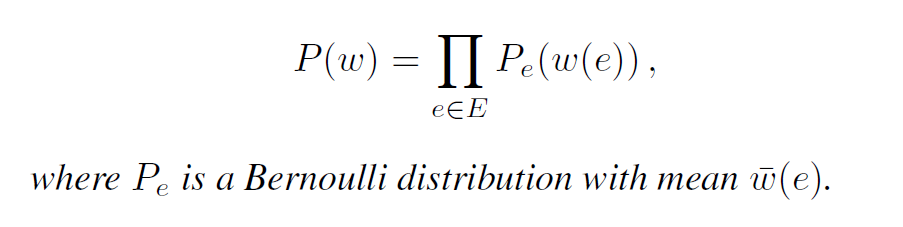 P(w) = ∏ P_e(w(e)) ,
e∈E
where P_e is a Bernoulli distribution with mean w̄(e).